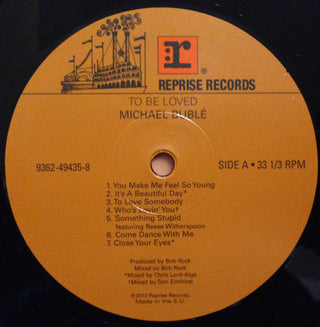 r®
REPRISE RECORDS
TO BE LOVED
MICHAEL BUBLÉ
9362-49435-8
SIDE A • 33 1/3 RPM
1. You Make Me Feel So Young
2. It's A Beautiful Day*
3. To Love Somebody
4. Who's Lovin' You†
5. Something Stupid
featuring Reese Witherspoon
6. Come Dance With Me
7. Close Your Eyes*
Produced by Bob Rock
Mixed by Bob Rock
*Mixed by Chris Lord-Alge
†Mixed by Tom Elmhirst
℗ 2013 Reprise Records.
Made in the E.U.